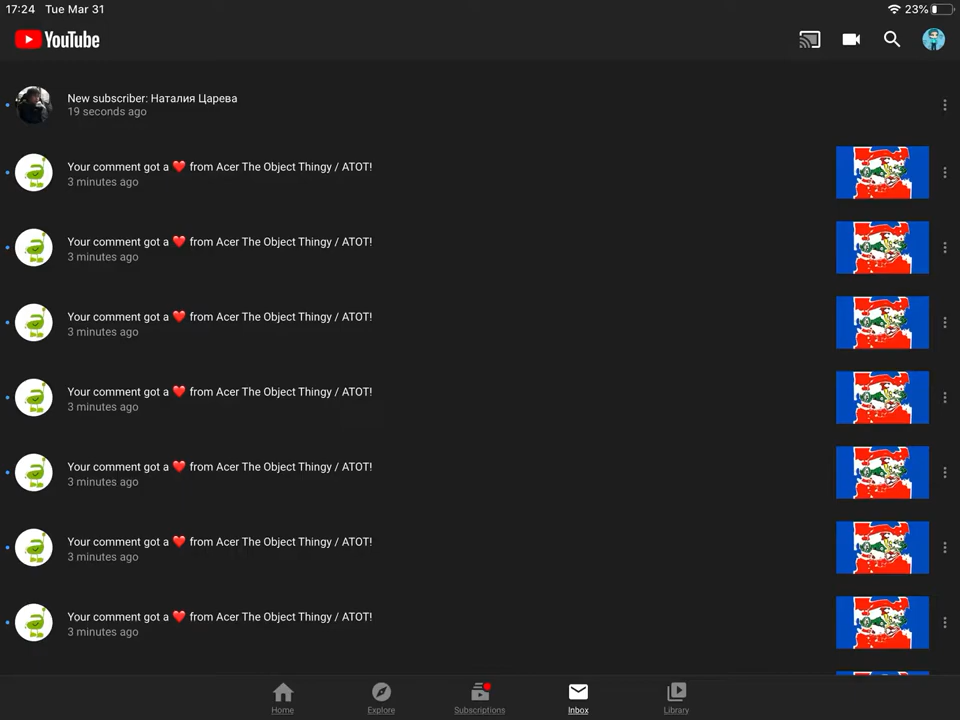 17:24 Tue Mar 31 23%
YouTube
New subscriber: Наталия Царева
19 seconds ago
Your comment got a ❤️ from Acer The Object Thingy / ATOT!
3 minutes ago
Your comment got a ❤️ from Acer The Object Thingy / ATOT!
3 minutes ago
Your comment got a ❤️ from Acer The Object Thingy / ATOT!
3 minutes ago
Your comment got a ❤️ from Acer The Object Thingy / ATOT!
3 minutes ago
Your comment got a ❤️ from Acer The Object Thingy / ATOT!
3 minutes ago
Your comment got a ❤️ from Acer The Object Thingy / ATOT!
3 minutes ago
Your comment got a ❤️ from Acer The Object Thingy / ATOT!
3 minutes ago
Home Explore Subscriptions Inbox Library